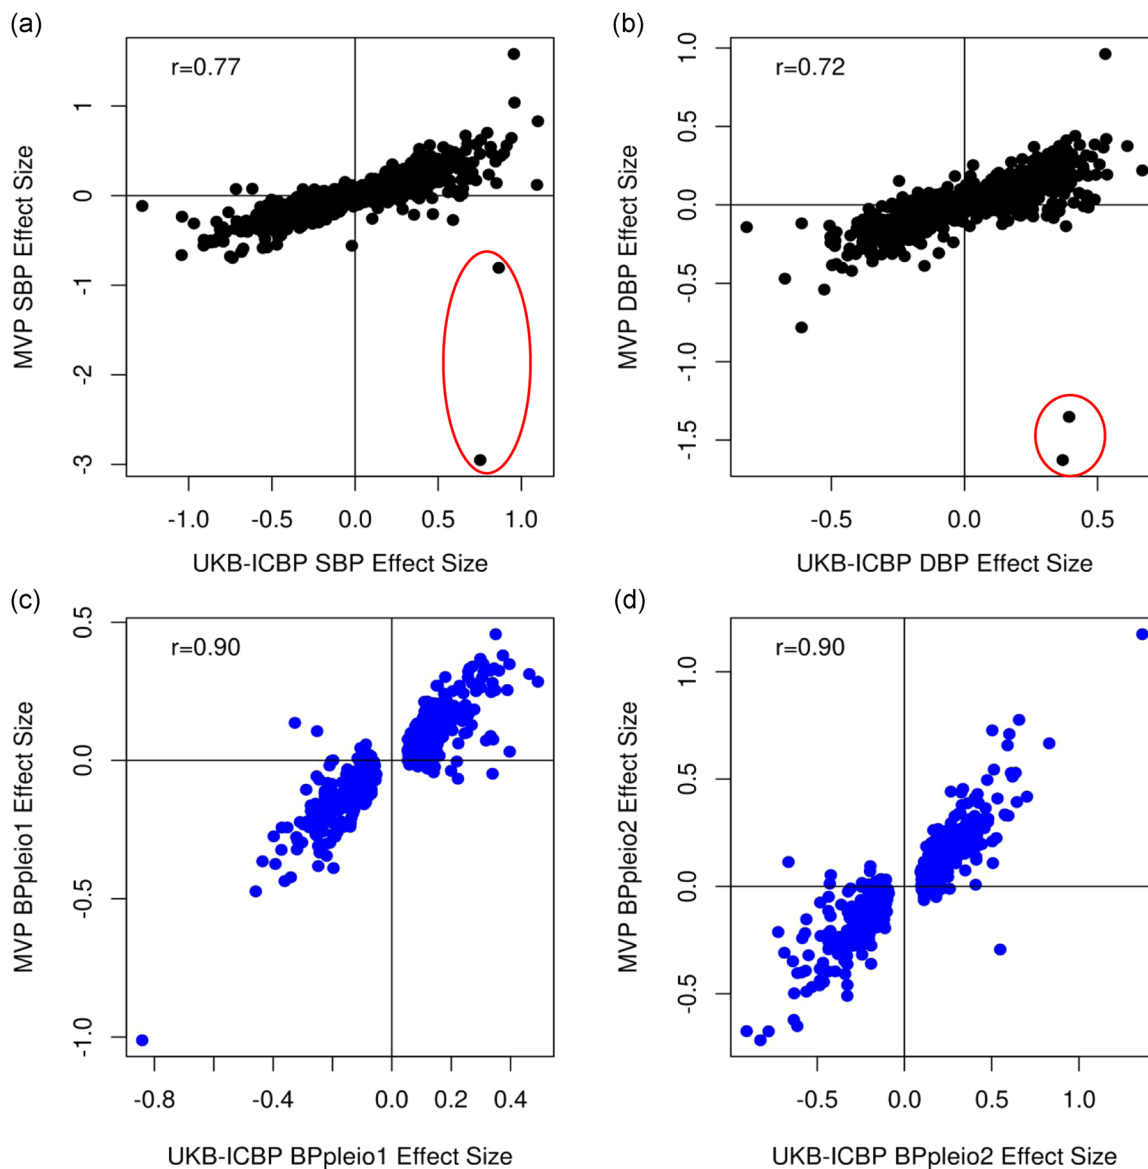 (a)
(b)
r=0.77
r=0.72
MVP SBP Effect Size
1
0
-1
-2
-3
-1.0 -0.5 0.0 0.5 1.0
UKB-ICBP SBP Effect Size
MVP DBP Effect Size
1.0
0.5
0.0
-0.5
-1.0
-1.5
-0.5 0.0 0.5
UKB-ICBP DBP Effect Size
(c)
(d)
r=0.90
r=0.90
MVP BPpleio1 Effect Size
0.5
0.0
-0.5
-1.0
-0.8 -0.4 0.0 0.2 0.4
UKB-ICBP BPpleio1 Effect Size
MVP BPpleio2 Effect Size
1.0
0.5
0.0
-0.5
-0.5 0.0 0.5 1.0
UKB-ICBP BPpleio2 Effect Size